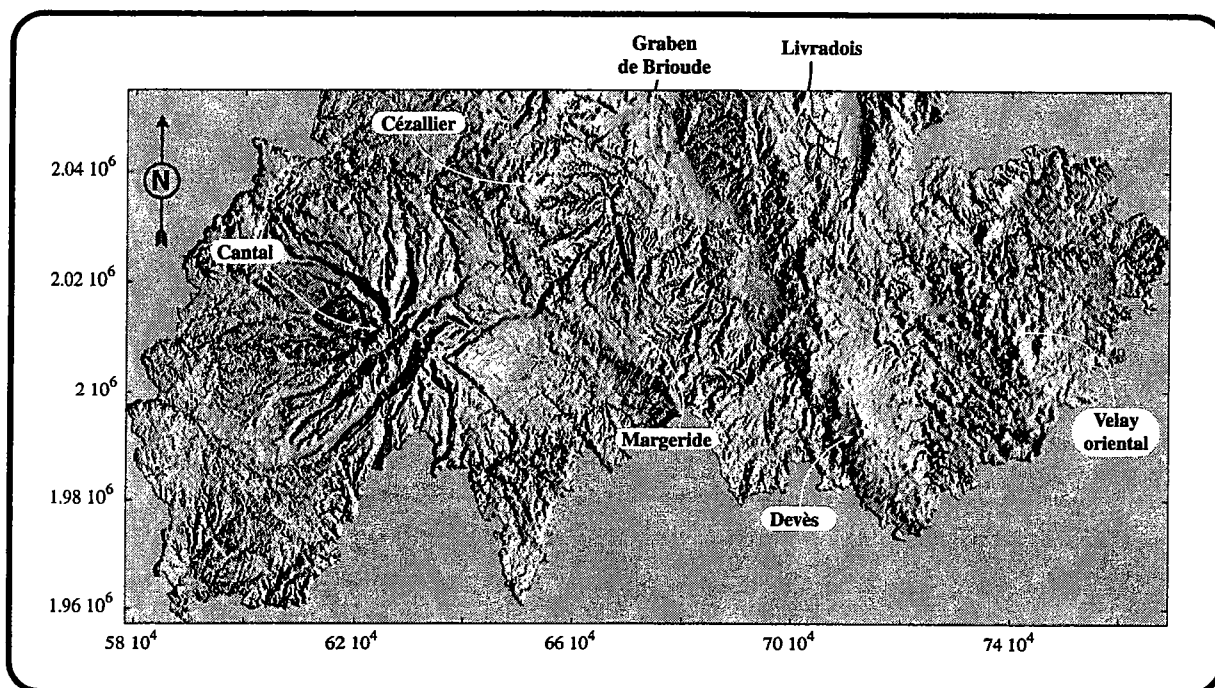 Graben
de Brioude
Livradois
Cézallier
2.04 10⁶
N
Cantal
2.02 10⁶
2 10⁶
Velay
oriental
Margeride
1.98 10⁶
Devès
1.96 10⁶
58 10⁴
62 10⁴
66 10⁴
70 10⁴
74 10⁴